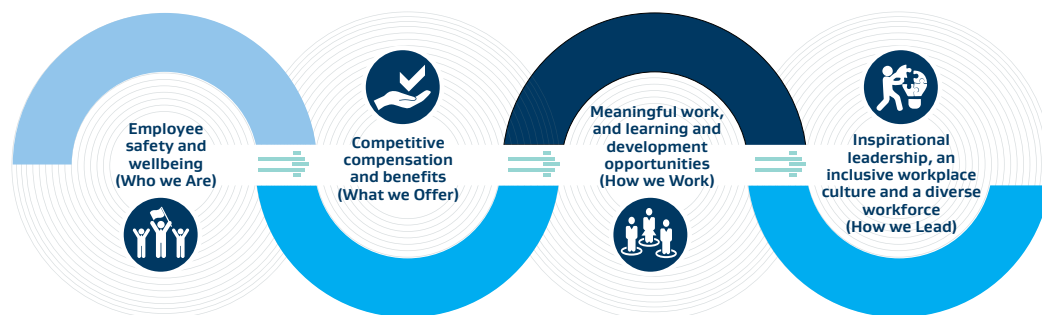 Employee
safety and
wellbeing
(Who we Are)
Competitive
compensation
and benefits
(What we Offer)
Meaningful work,
and learning and
development
opportunities
(How we Work)
Inspirational
leadership, an
inclusive workplace
culture and a diverse
workforce
(How we Lead)